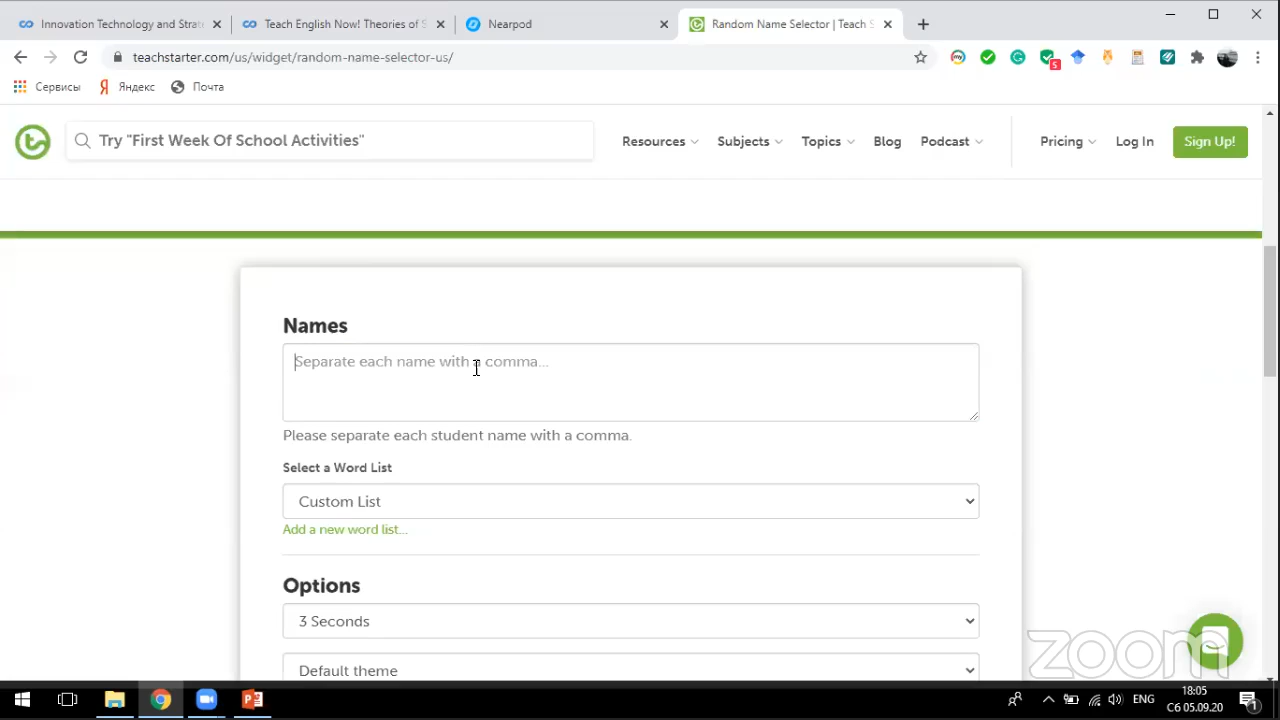 Innovation Technology and Strat
Teach English Now! Theories of S
Nearpod
Random Name Selector | Teach S
teachstarter.com/us/widget/random-name-selector-us/
5
Сервисы
Яндекс
Почта
Try "First Week Of School Activities"
Resources
Subjects
Topics
Blog
Podcast
Pricing
Log In
Sign Up!
Names
Separate each name with a comma...
Please separate each student name with a comma.
Select a Word List
Custom List
Add a new word list...
Options
3 Seconds
Default theme
zoom
ENG
18:05
Сб 05.09.20
1